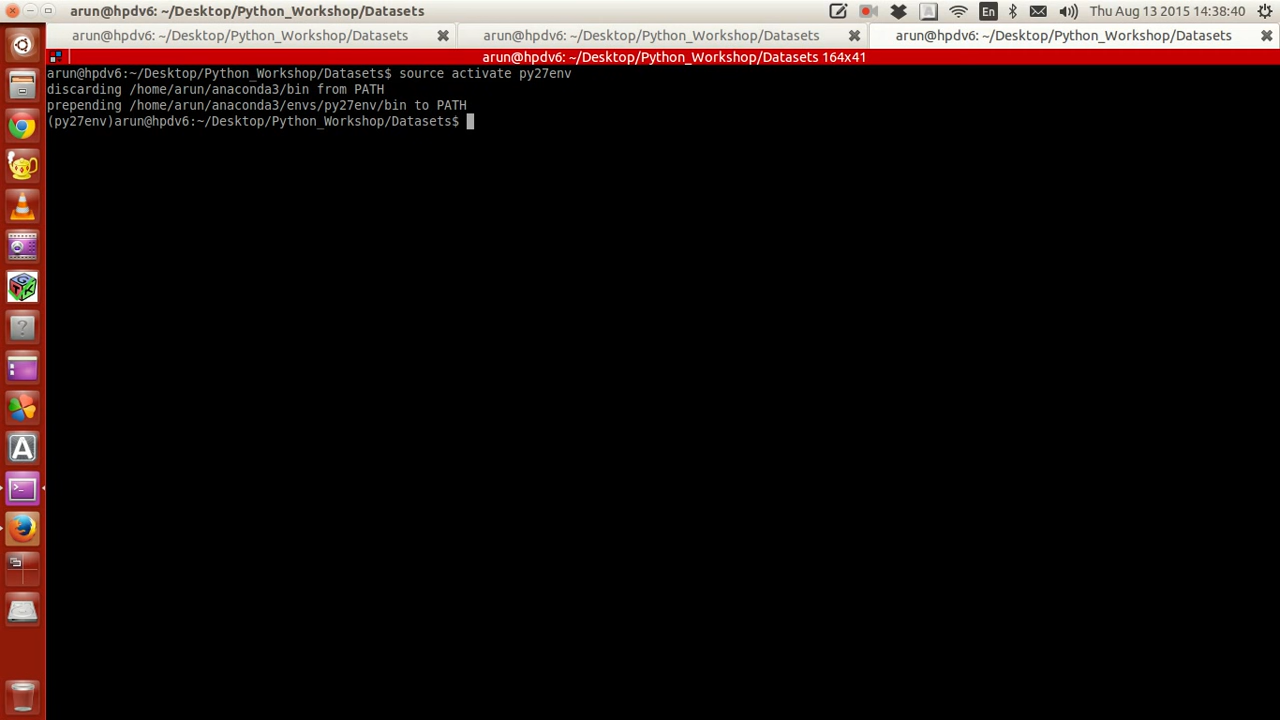 arun@hpdv6: ~/Desktop/Python_Workshop/Datasets
En
Thu Aug 13 2015 14:38:40
arun@hpdv6: ~/Desktop/Python_Workshop/Datasets
arun@hpdv6: ~/Desktop/Python_Workshop/Datasets
arun@hpdv6: ~/Desktop/Python_Workshop/Datasets
arun@hpdv6: ~/Desktop/Python_Workshop/Datasets 164x41
arun@hpdv6:~/Desktop/Python_Workshop/Datasets$ source activate py27env
discarding /home/arun/anaconda3/bin from PATH
prepending /home/arun/anaconda3/envs/py27env/bin to PATH
(py27env)arun@hpdv6:~/Desktop/Python_Workshop/Datasets$